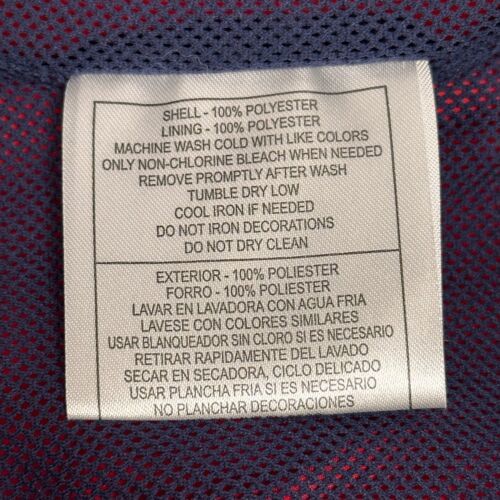 SHELL - 100% POLYESTER
LINING - 100% POLYESTER
MACHINE WASH COLD WITH LIKE COLORS
ONLY NON-CHLORINE BLEACH WHEN NEEDED
REMOVE PROMPTLY AFTER WASH
TUMBLE DRY LOW
COOL IRON IF NEEDED
DO NOT IRON DECORATIONS
DO NOT DRY CLEAN
EXTERIOR - 100% POLIESTER
FORRO - 100% POLIESTER
LAVAR EN LAVADORA CON AGUA FRIA
LAVESE CON COLORES SIMILARES
USAR BLANQUEADOR SIN CLORO SI ES NECESARIO
RETIRAR RAPIDAMENTE DEL LAVADO
SECAR EN SECADORA, CICLO DELICADO
USAR PLANCHA FRIA SI ES NECESARIO
NO PLANCHAR DECORACIONES